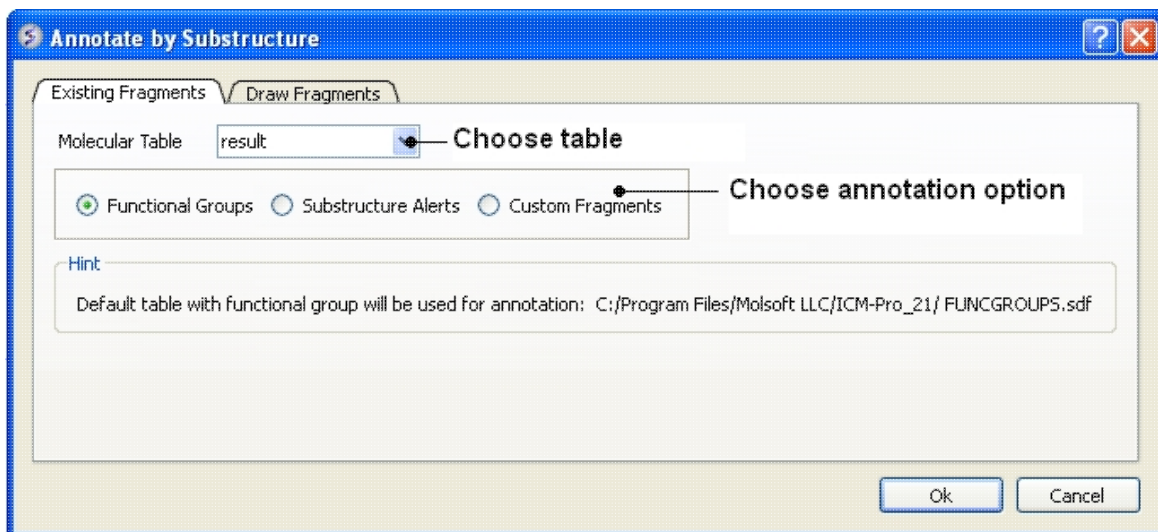 Annotate by Substructure
Existing Fragments Draw Fragments
Molecular Table result Choose table
Functional Groups Substructure Alerts Custom Fragments Choose annotation option
Hint
Default table with functional group will be used for annotation: C:/Program Files/Molsoft LLC/ICM-Pro_21/ FUNCGROUPS.sdf
Ok Cancel